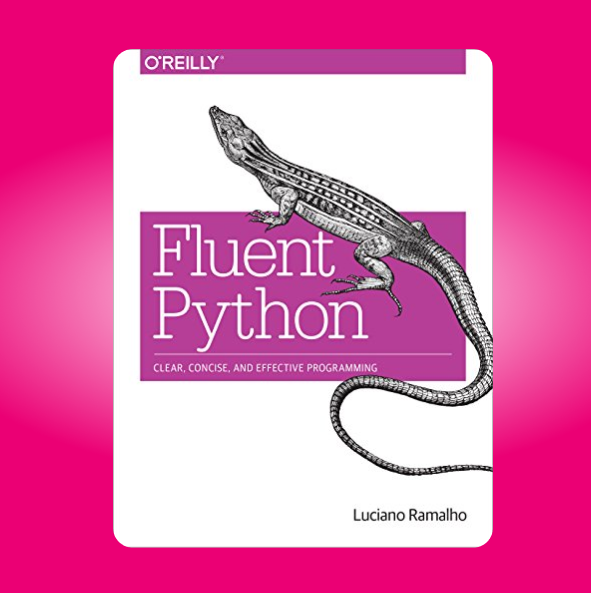 O'REILLY®
Fluent
Python
CLEAR, CONCISE, AND EFFECTIVE PROGRAMMING
Luciano Ramalho